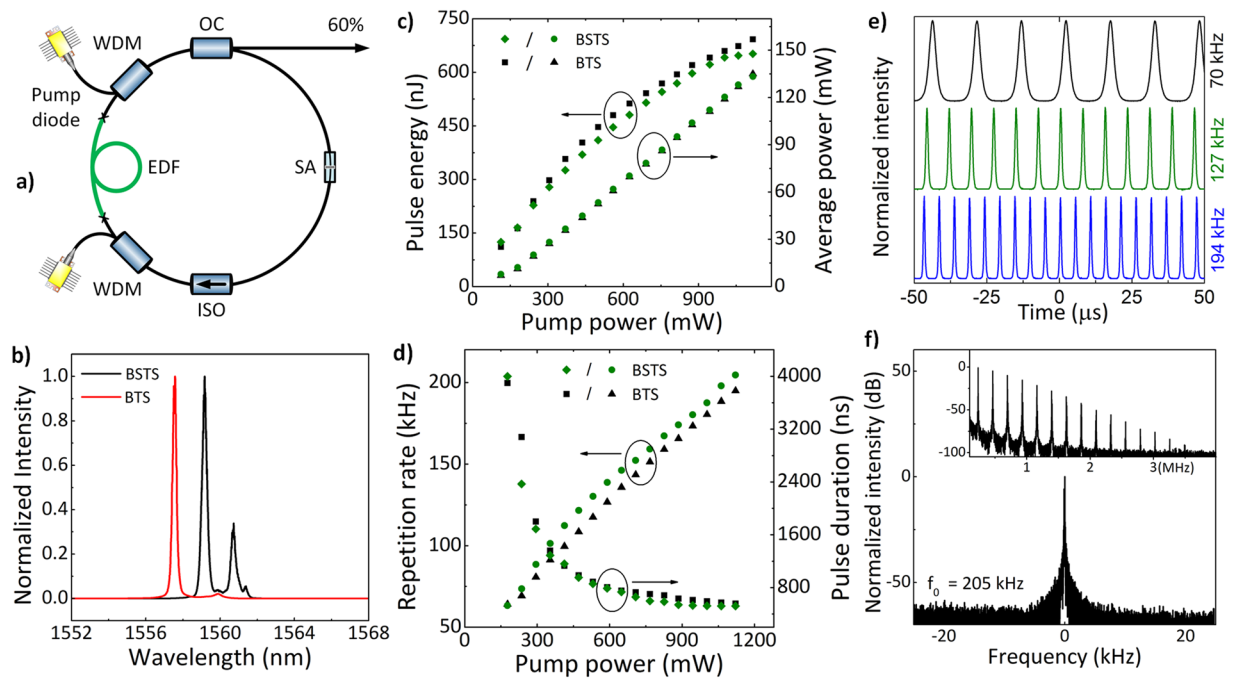 a)
WDM
OC
60%
Pump
diode
EDF
SA
WDM
ISO
b)
BSTS
BTS
Normalized Intensity
1.0
0.8
0.6
0.4
0.2
0.0
1552 1556 1560 1564 1568
Wavelength (nm)
c)
/ BSTS
/ BTS
Pulse energy (nJ)
750
600
450
300
150
0
Average power (mW)
150
120
90
60
30
0
0 300 600 900
Pump power (mW)
d)
/ BSTS
/ BTS
Repetition rate (kHz)
200
150
100
50
Pulse duration (ns)
4000
3200
2400
1600
800
0 300 600 900 1200
Pump power (mW)
e)
Normalized intensity
70 kHz
127 kHz
194 kHz
-50 -25 0 25 50
Time (μs)
f)
Normalized intensity (dB)
50
0
-50
0
-50
-100
1 2 3(MHz)
f0 = 205 kHz
-20 0 20
Frequency (kHz)